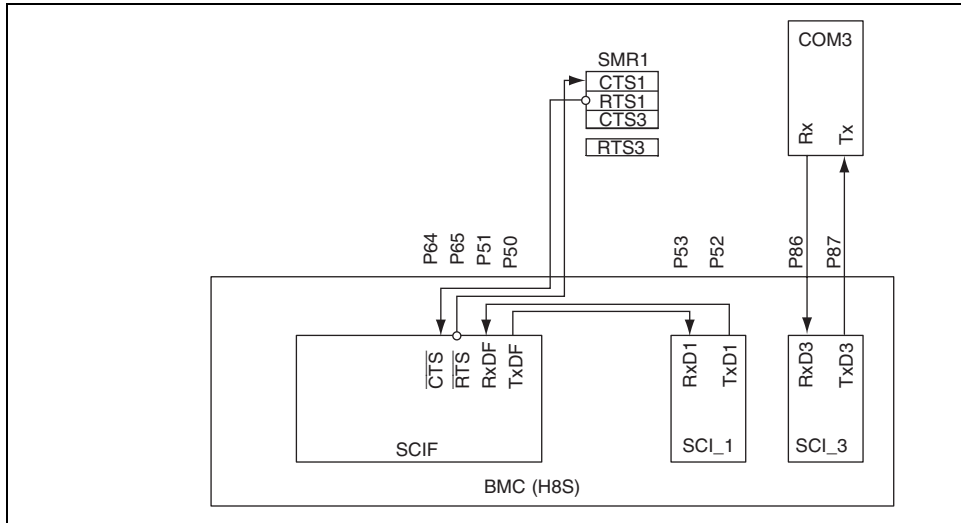 COM3
SMR1
CTS1
RTS1
CTS3
RTS3
Rx
Tx
P64
P65
P51
P50
P53
P52
P86
P87
CTS
RTS
RxDF
TxDF
RxD1
TxD1
RxD3
TxD3
SCIF
SCI_1
SCI_3
BMC (H8S)